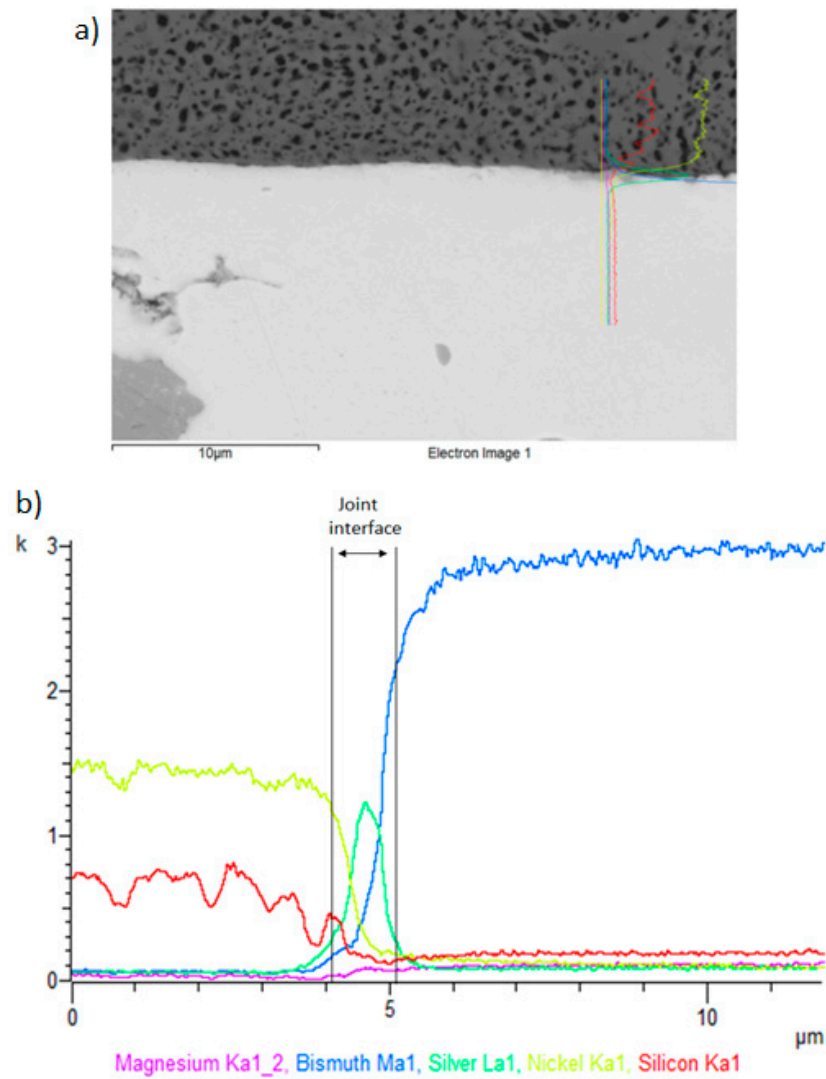 a)
10μm
Electron Image 1
b)
Joint
interface
k
3
2
1
0
0
5
10
μm
Magnesium Ka1_2, Bismuth Ma1, Silver La1, Nickel Ka1, Silicon Ka1